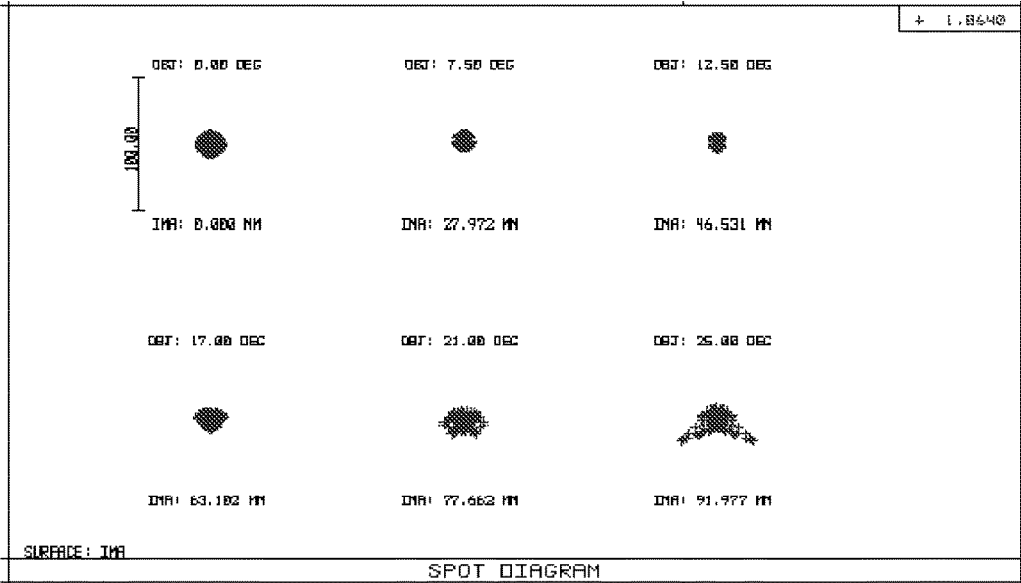 + 1.0640
OBJ: 0.00 DEG
OBJ: 7.50 DEG
OBJ: 12.50 DEG
100.00
IMA: 0.000 MM
IMA: 27.972 MM
IMA: 46.531 MM
OBJ: 17.00 DEG
OBJ: 21.00 DEG
OBJ: 25.00 DEG
IMA: 63.102 MM
IMA: 77.662 MM
IMA: 91.977 MM
SURFACE: IMA
SPOT DIAGRAM